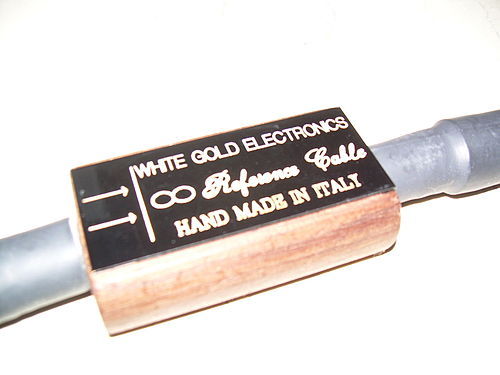 WHITE GOLD ELECTRONICS
Reference Cable
HAND MADE IN ITALY